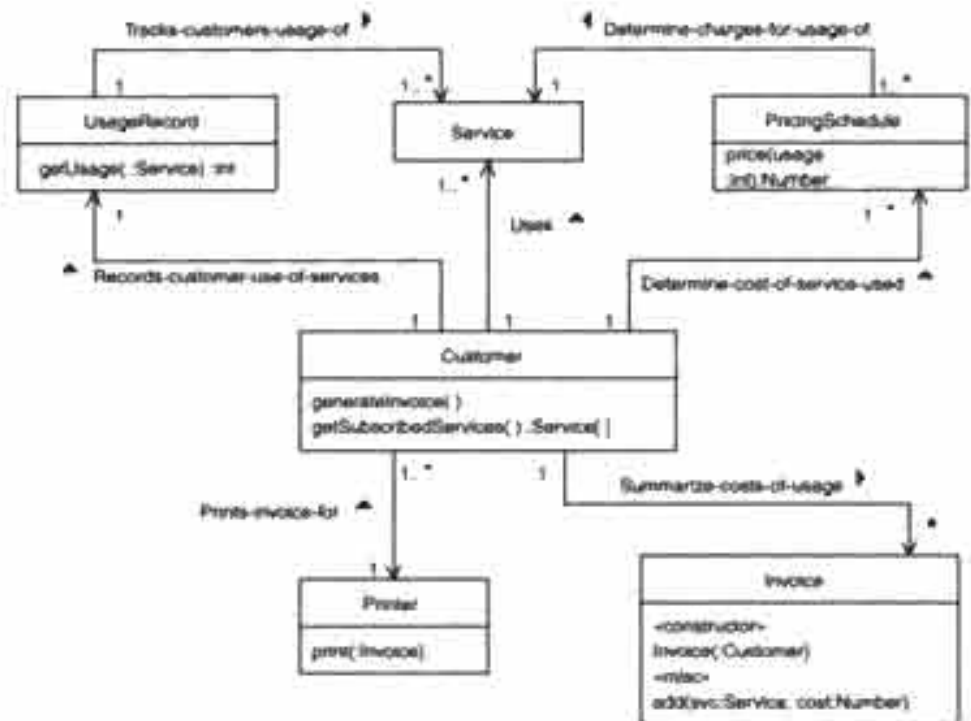 Tracks-customers-usage-of
Determine-charges-for-usage-of
1
1..*
1
1..*
UsageRecord
getUsage( :Service) :int
Service
PricingSchedule
price(usage
:int):Number
1
1..*
1..*
Uses
Records-customer-use-of-services
Determine-cost-of-service-used
1
1
1
Customer
generateInvoice( )
getSubscribedServices( ) :Service[ ]
1..*
1
Summarize-costs-of-usage
Prints-invoice-for
*
1
Printer
print(:Invoice)
Invoice
«constructor»
Invoice(:Customer)
«misc»
add(svc:Service, cost:Number)